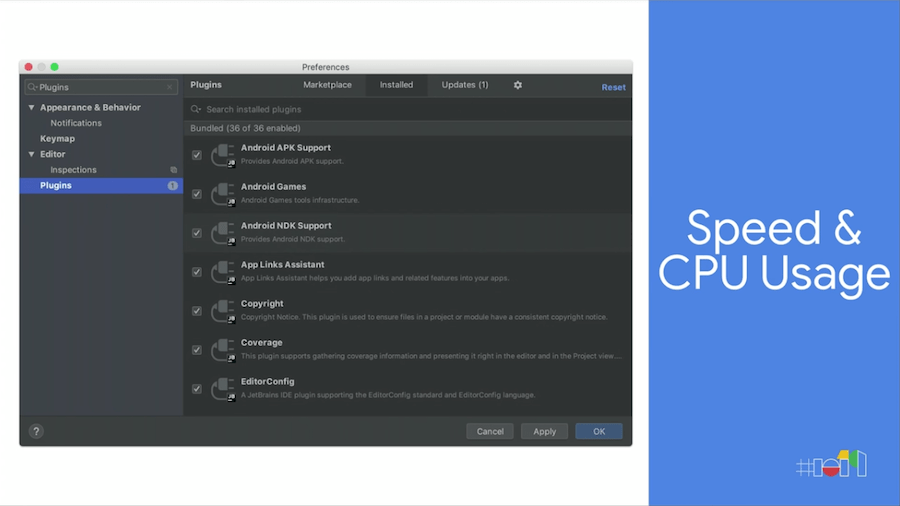 Preferences
Plugins
Appearance & Behavior
Notifications
Keymap
Editor
Inspections
Plugins
1
Plugins
Marketplace
Installed
Updates (1)
Reset
Search installed plugins
Bundled (36 of 36 enabled)
Android APK Support
Provides Android APK support.
Android Games
Android Games tools infrastructure.
Android NDK Support
Provides Android NDK support.
App Links Assistant
App Links Assistant helps you add app links and related features into your apps.
Copyright
Copyright Notice. This plugin is used to ensure files in a project or module have a consistent copyright notice.
Coverage
This plugin supports gathering coverage information and presenting it right in the editor and in the Project view....
EditorConfig
A JetBrains IDE plugin supporting the EditorConfig standard and EditorConfig language.
?
Cancel
Apply
OK
Speed &
CPU Usage
#io19